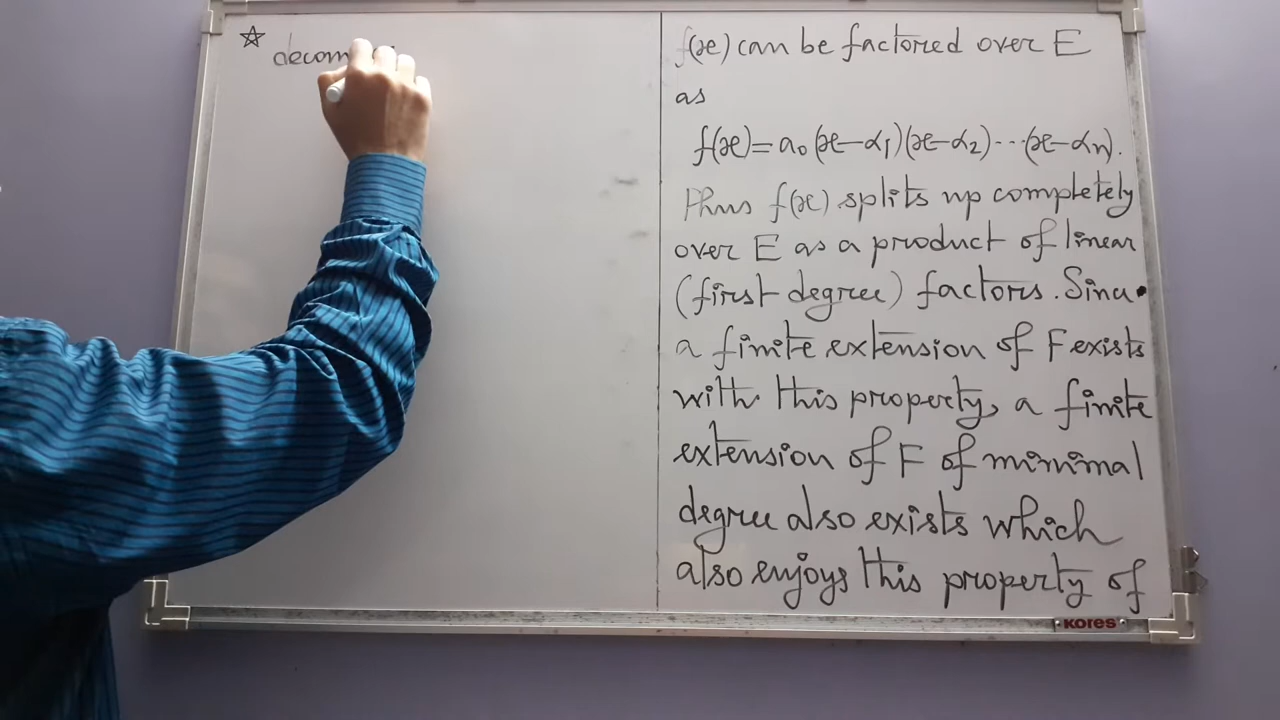 ☆ decom
f(x) can be factored over E
as
f(x)=a₀(x-α₁)(x-α₂)...(x-αₙ).
Thus f(x) splits up completely
over E as a product of linear
(first degree) factors. Since
a finite extension of F exists
with this property, a finite
extension of F of minimal
degree also exists which
also enjoys this property of
KORES